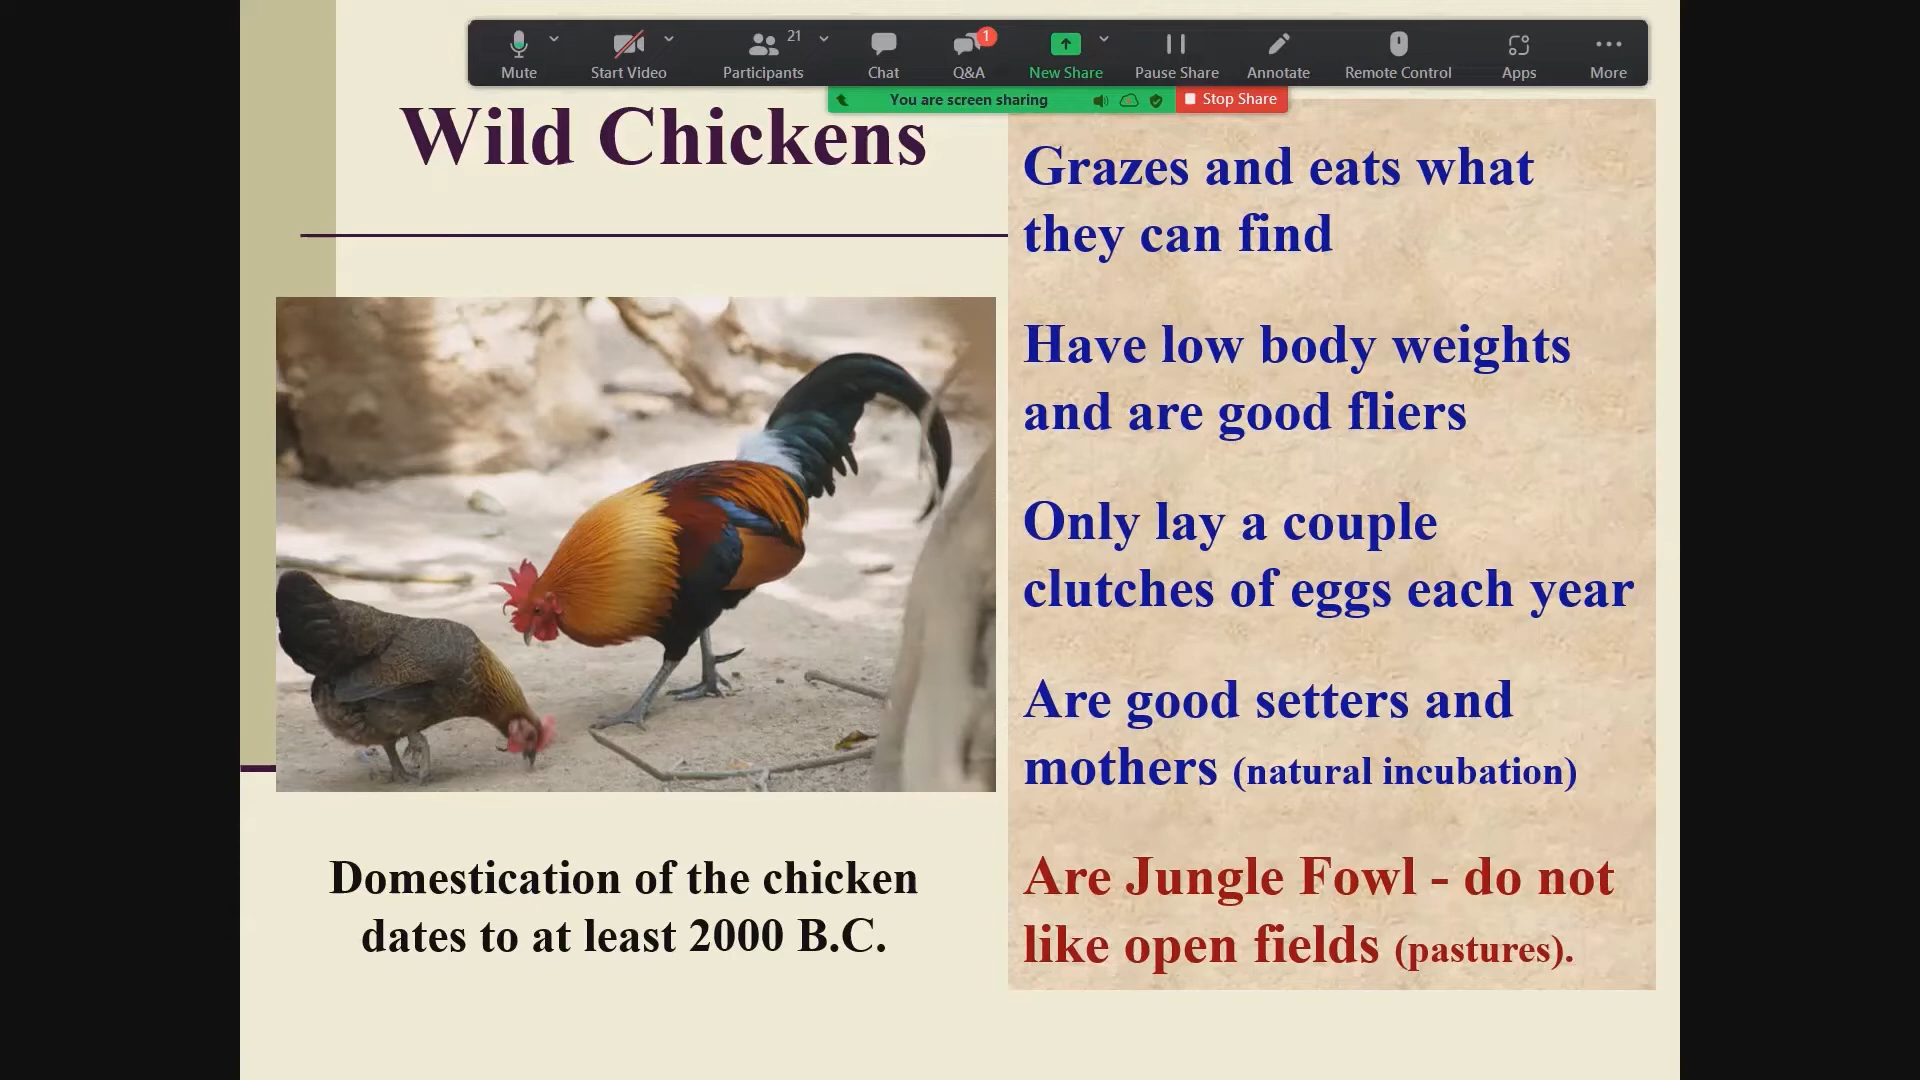 21
1
Mute
Start Video
Participants
Chat
Q&A
New Share
Pause Share
Annotate
Remote Control
Apps
More
You are screen sharing
Stop Share
Wild Chickens
Domestication of the chicken
dates to at least 2000 B.C.
Grazes and eats what
they can find
Have low body weights
and are good fliers
Only lay a couple
clutches of eggs each year
Are good setters and
mothers (natural incubation)
Are Jungle Fowl - do not
like open fields (pastures).